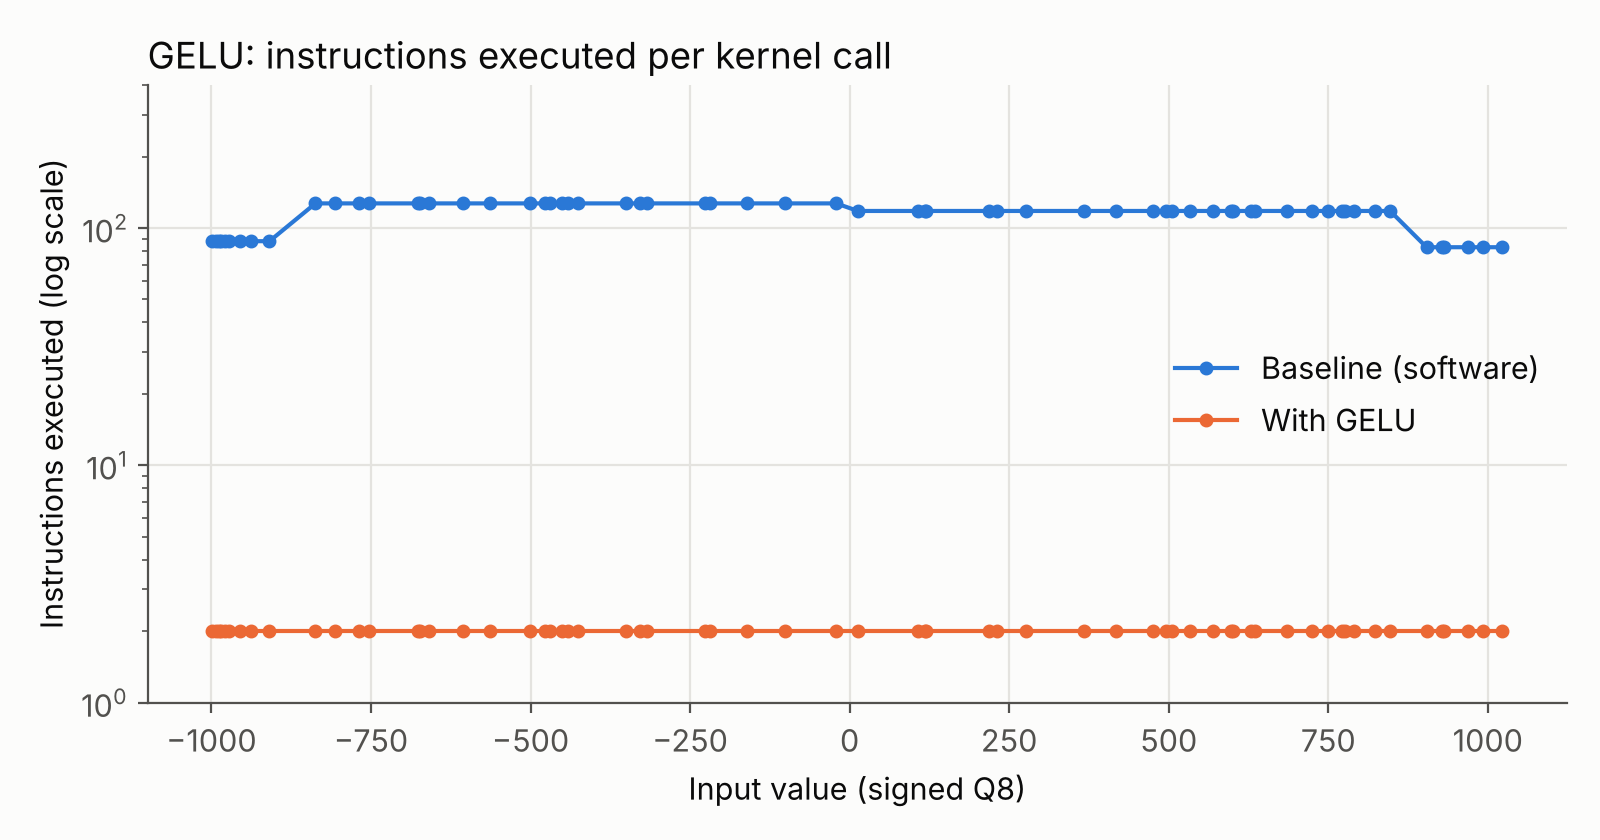 GELU: instructions executed per kernel call
Instructions executed (log scale)
10²
10¹
10⁰
Baseline (software)
With GELU
−1000 −750 −500 −250 0 250 500 750 1000
Input value (signed Q8)